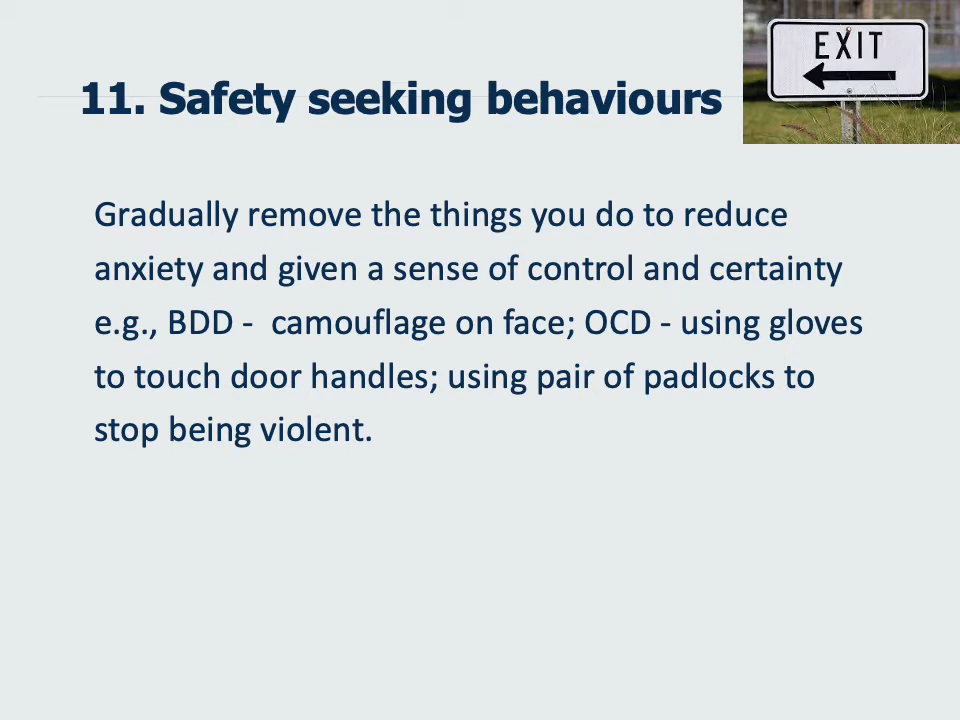 EXIT
11. Safety seeking behaviours
Gradually remove the things you do to reduce
anxiety and given a sense of control and certainty
e.g., BDD -  camouflage on face; OCD - using gloves
to touch door handles; using pair of padlocks to
stop being violent.